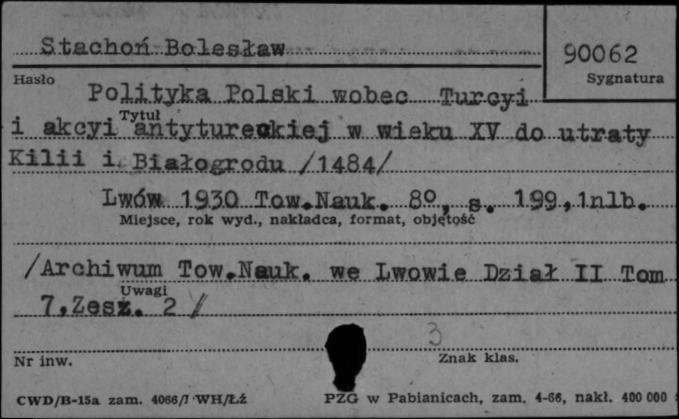 Stachoń Bolesław
90062
Hasło
Sygnatura
Polityka Polski wobec Turcyi
Tytuł
i akcyi antytureckiej w wieku XV do utraty
Kilii i Białogrodu /1484/
Lwów 1930 Tow.Nauk. 8°, s. 199,1nlb.
Miejsce, rok wyd., nakładca, format, objętość
/Archiwum Tow.Nauk. we Lwowie Dział II Tom
Uwagi
7,Zesz. 2 /
3
Nr inw.
Znak klas.
CWD/B-15a zam. 4066/I WH/Łź
PZG w Pabianicach, zam. 4-66, nakł. 400 000